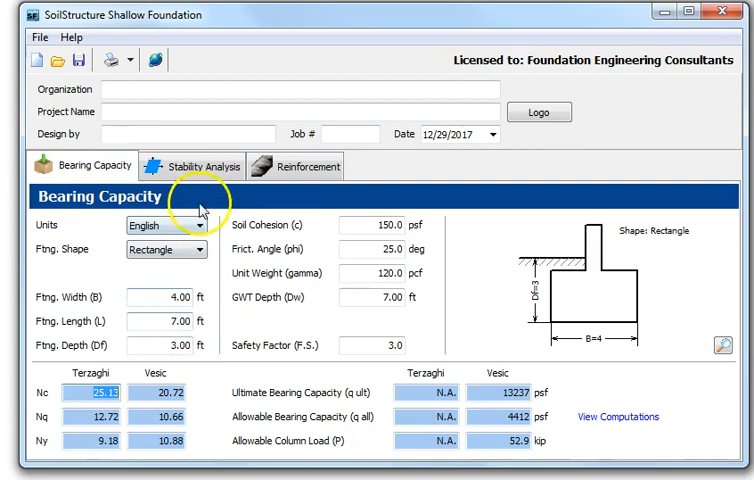 SF SoilStructure Shallow Foundation
File Help
Licensed to: Foundation Engineering Consultants
Organization
Project Name Logo
Design by Job # Date 12/29/2017
Bearing Capacity Stability Analysis Reinforcement
Bearing Capacity
Units English Soil Cohesion (c) 150.0 psf Shape: Rectangle
Ftng. Shape Rectangle Frict. Angle (phi) 25.0 deg
Unit Weight (gamma) 120.0 pcf
Ftng. Width (B) 4.00 ft GWT Depth (Dw) 7.00 ft Df=3
Ftng. Length (L) 7.00 ft
Ftng. Depth (Df) 3.00 ft Safety Factor (F.S.) 3.0 B=4
Terzaghi Vesic Terzaghi Vesic
Nc 25.13 20.72 Ultimate Bearing Capacity (q ult) N.A. 13237 psf
Nq 12.72 10.66 Allowable Bearing Capacity (q all) N.A. 4412 psf View Computations
Ny 9.18 10.88 Allowable Column Load (P) N.A. 52.9 kip